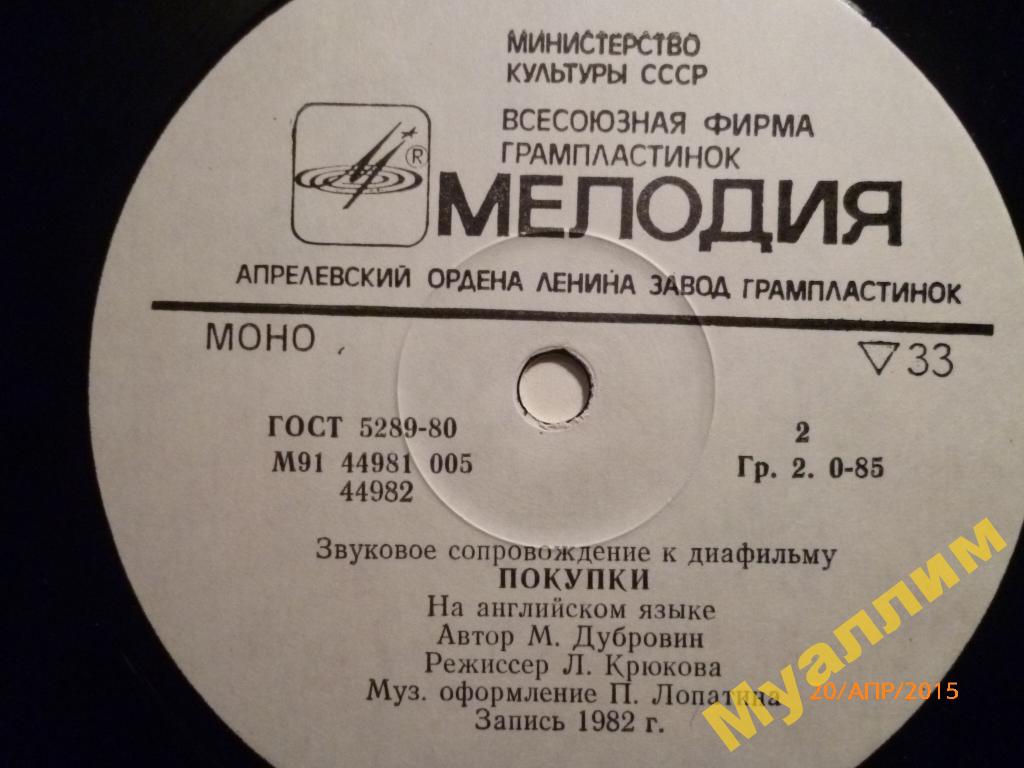 МИНИСТЕРСТВО
КУЛЬТУРЫ СССР
ВСЕСОЮЗНАЯ ФИРМА
ГРАМПЛАСТИНОК
®
МЕЛОДИЯ
АПРЕЛЕВСКИЙ ОРДЕНА ЛЕНИНА ЗАВОД ГРАМПЛАСТИНОК
МОНО
▽33
ГОСТ 5289-80
М91 44981 005
44982
2
Гр. 2. 0-85
Звуковое сопровождение к диафильму
ПОКУПКИ
На английском языке
Автор М. Дубровин
Режиссер Л. Крюкова
Муз. оформление П. Лопатина
Запись 1982 г.
Муаллим
20/АПР/2015